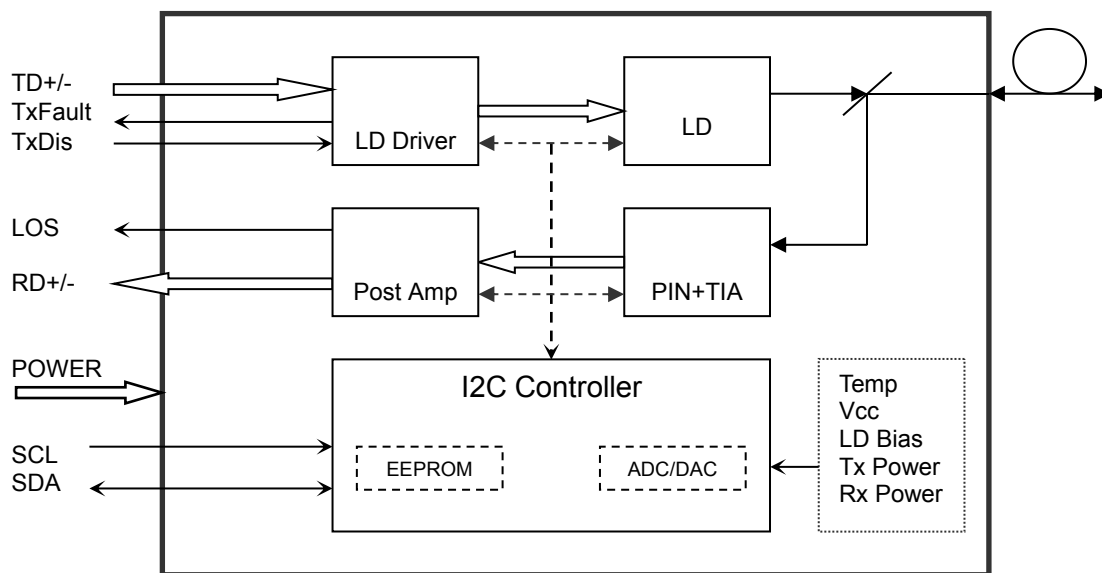 TD+/-
TxFault
TxDis
LD Driver
LD
LOS
RD+/-
Post Amp
PIN+TIA
POWER
I2C Controller
SCL
SDA
EEPROM
ADC/DAC
Temp
Vcc
LD Bias
Tx Power
Rx Power